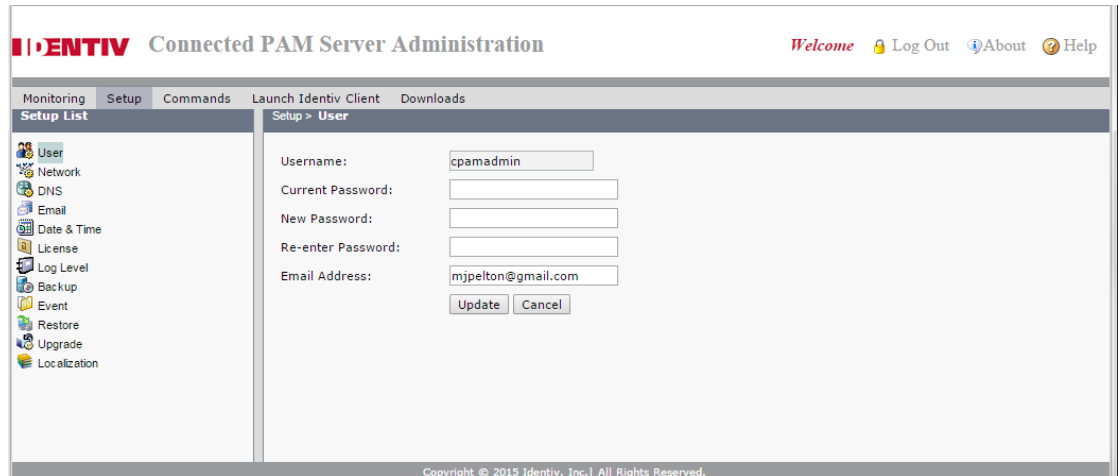 IDENTIV Connected PAM Server Administration Welcome Log Out About Help
Monitoring Setup Commands Launch Identiv Client Downloads
Setup List
Setup > User
User
Network
DNS
Email
Date & Time
License
Log Level
Backup
Event
Restore
Upgrade
Localization
Username: cpamadmin
Current Password:
New Password:
Re-enter Password:
Email Address: mjpelton@gmail.com
Update Cancel
Copyright © 2015 Identiv, Inc.| All Rights Reserved.